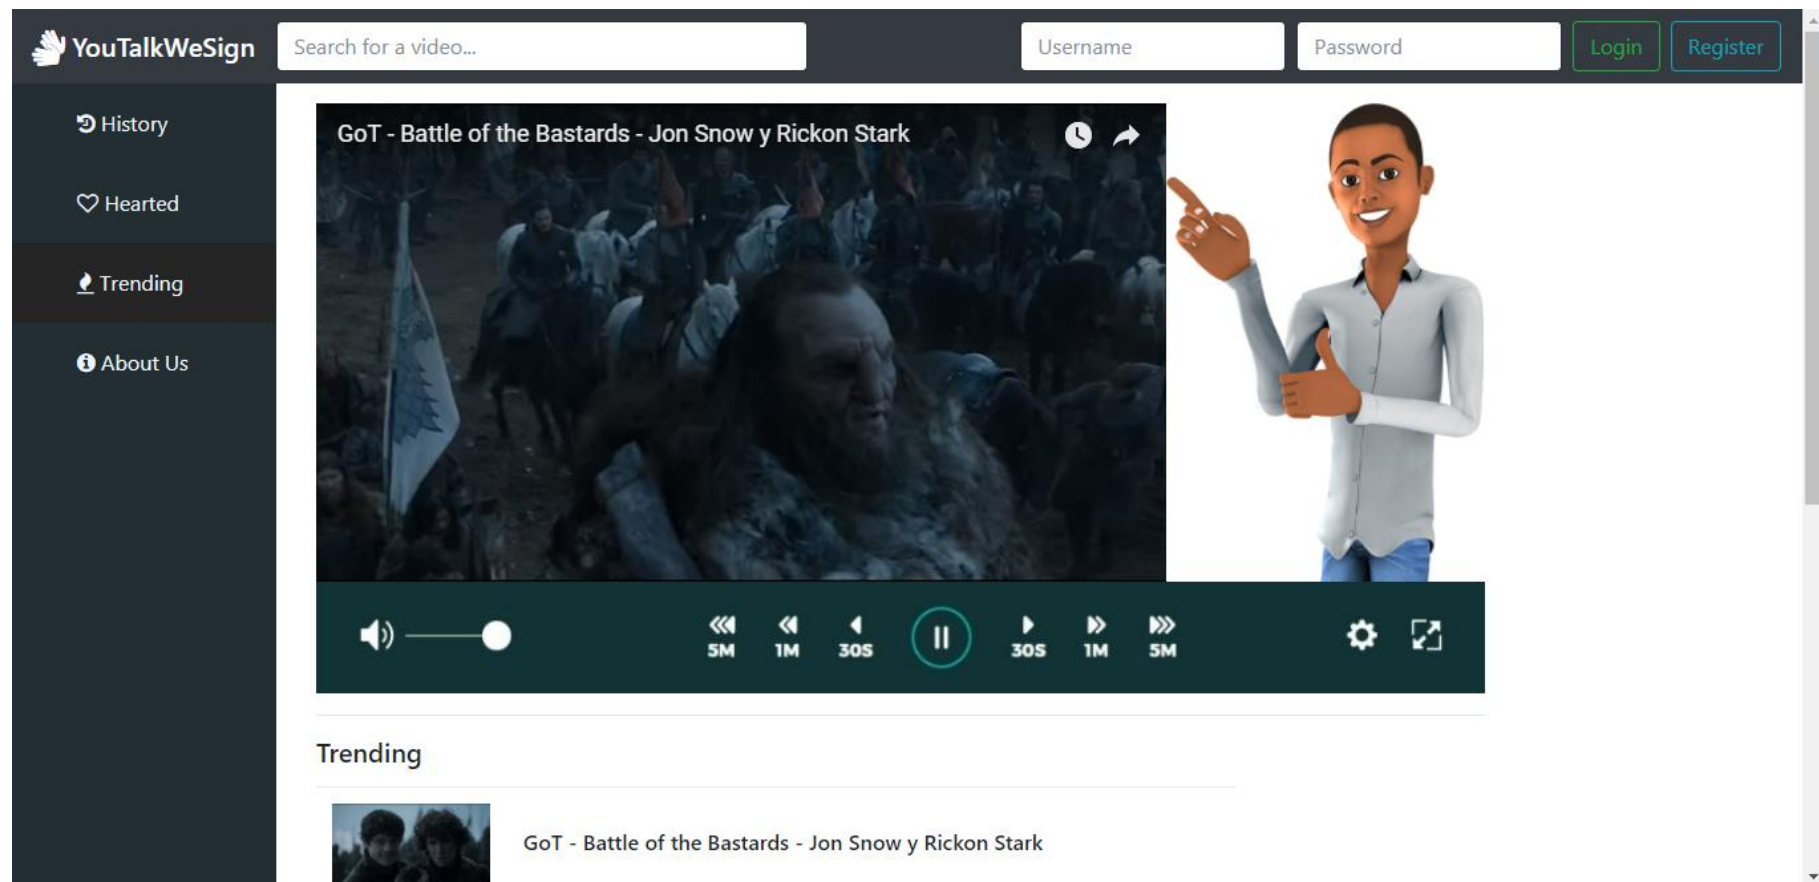 YouTalkWeSign
Search for a video...
Username
Password
Login
Register
History
Hearted
Trending
About Us
GoT - Battle of the Bastards - Jon Snow y Rickon Stark
5M 1M 30S 30S 1M 5M
Trending
GoT - Battle of the Bastards - Jon Snow y Rickon Stark